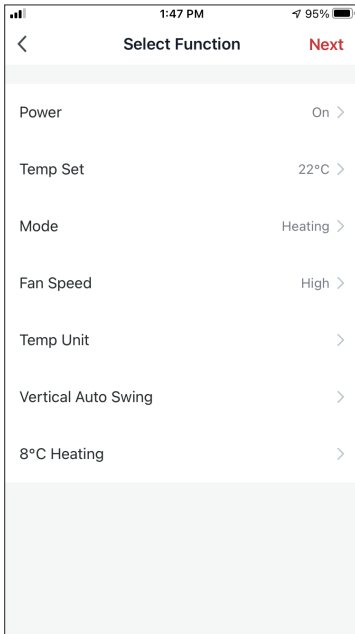 1:47 PM 95%
Select Function Next
Power On
Temp Set 22°C
Mode Heating
Fan Speed High
Temp Unit
Vertical Auto Swing
8°C Heating